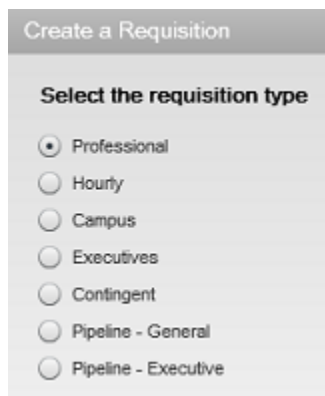 Create a Requisition
Select the requisition type
Professional
Hourly
Campus
Executives
Contingent
Pipeline - General
Pipeline - Executive